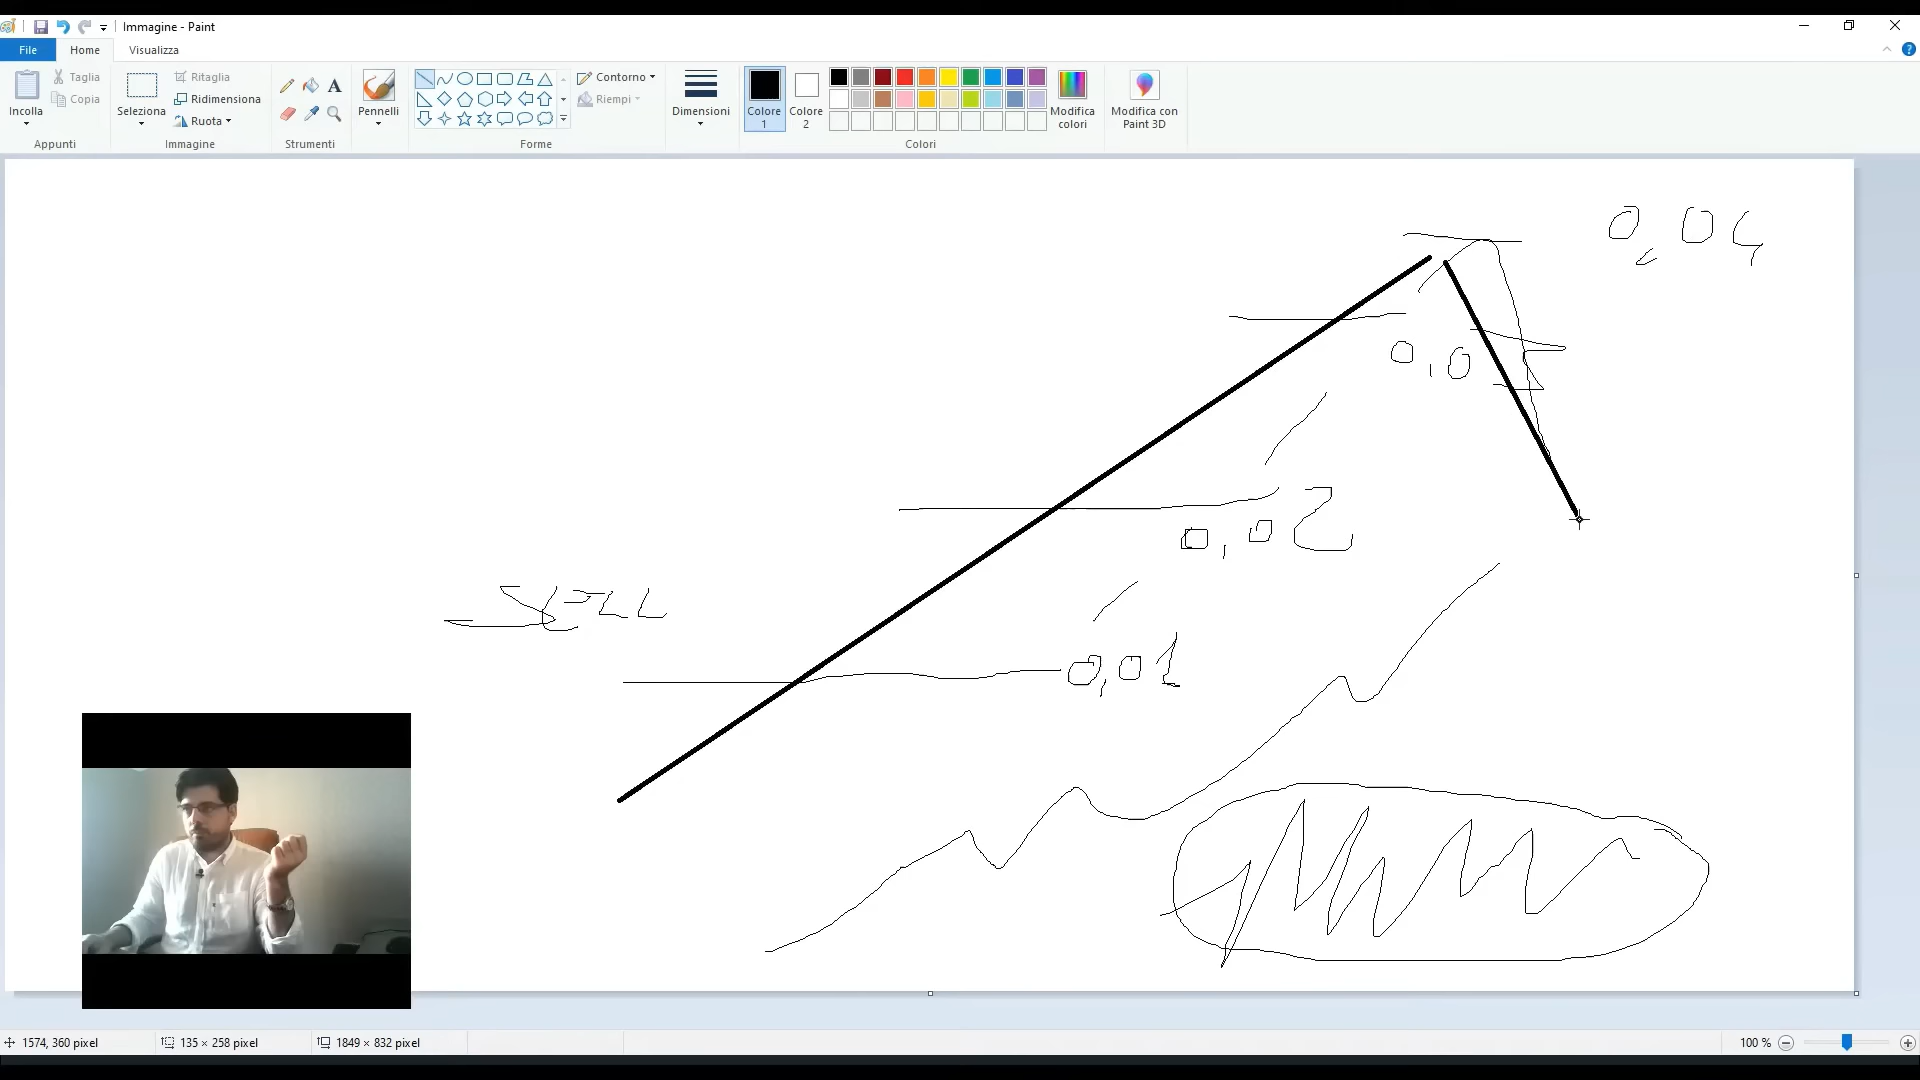 Immagine - Paint
File Home Visualizza
Incolla
Taglia
Copia
Appunti
Seleziona
Ritaglia
Ridimensiona
Ruota
Immagine
Strumenti
Pennelli
Forme
Contorno
Riempi
Dimensioni
Colore
1
Colore
2
Colori
Modifica
colori
Modifica con
Paint 3D
0,04
0,0
0,02
SELL
0,01
1574, 360 pixel
135 × 258 pixel
1849 × 832 pixel
100 %